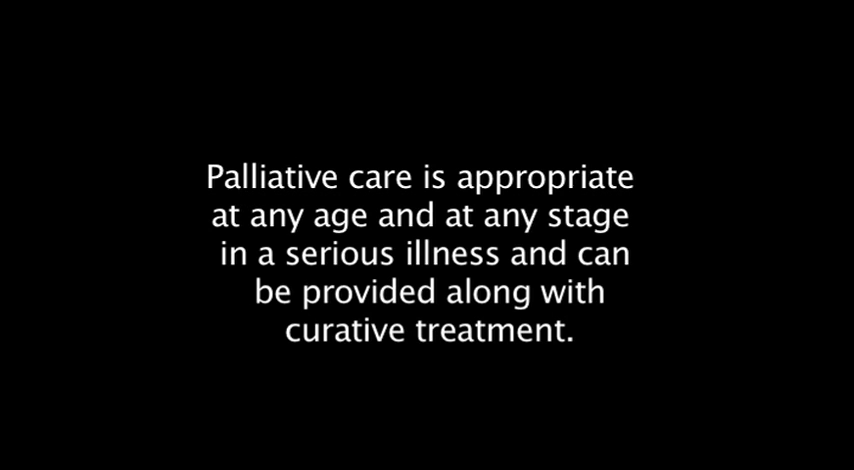 Palliative care is appropriate
at any age and at any stage
in a serious illness and can
be provided along with
curative treatment.